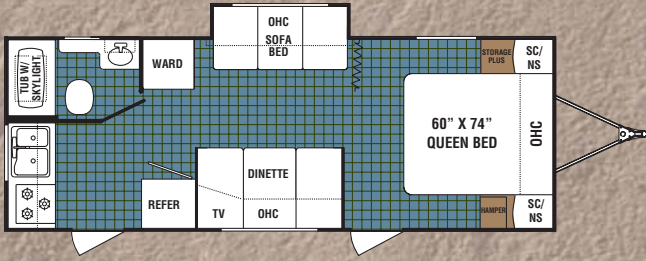 TUB W/
SKYLIGHT
WARD
OHC
SOFA
BED
STORAGE
PLUS
SC/
NS
60” X 74”
QUEEN BED
OHC
DINETTE
REFER
TV
OHC
HAMPER
SC/
NS